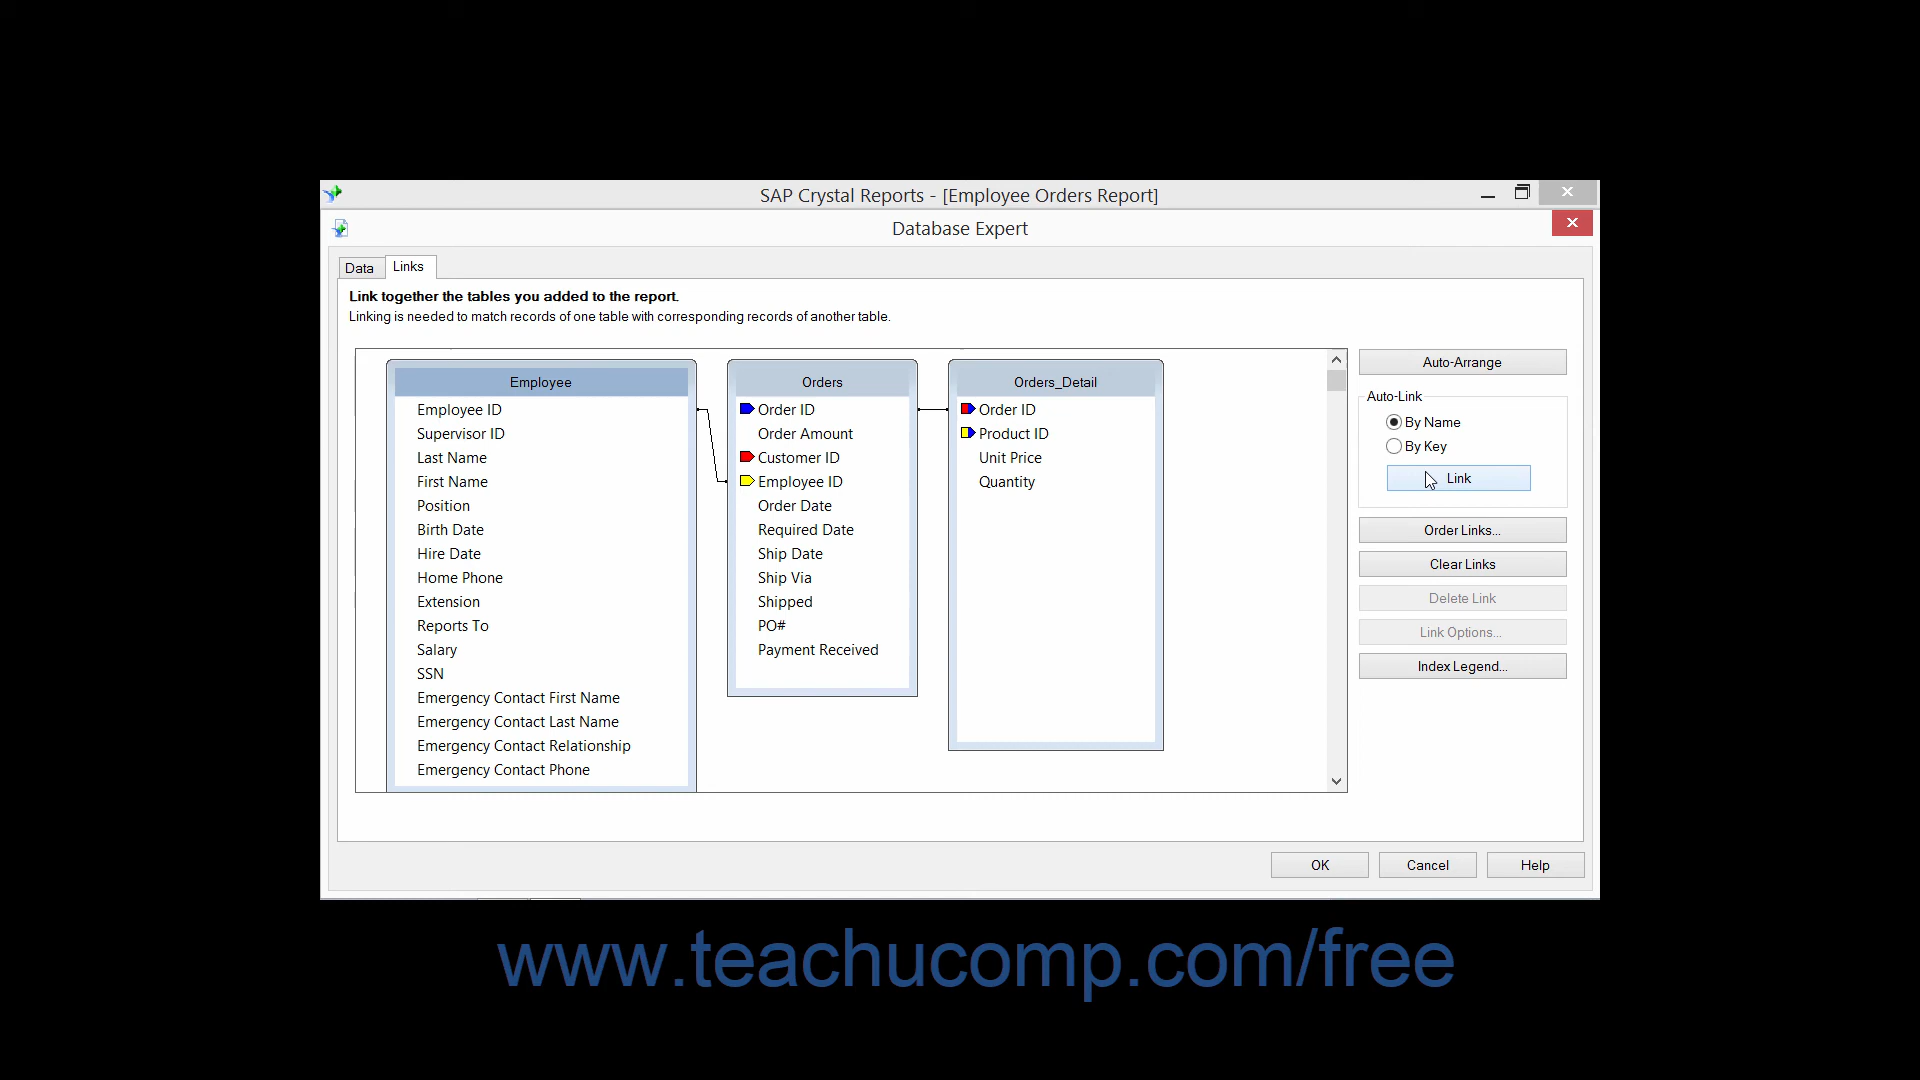 SAP Crystal Reports - [Employee Orders Report]
Database Expert
Data
Links
Link together the tables you added to the report.
Linking is needed to match records of one table with corresponding records of another table.
Employee
Employee ID
Supervisor ID
Last Name
First Name
Position
Birth Date
Hire Date
Home Phone
Extension
Reports To
Salary
SSN
Emergency Contact First Name
Emergency Contact Last Name
Emergency Contact Relationship
Emergency Contact Phone
Orders
Order ID
Order Amount
Customer ID
Employee ID
Order Date
Required Date
Ship Date
Ship Via
Shipped
PO#
Payment Received
Orders_Detail
Order ID
Product ID
Unit Price
Quantity
Auto-Arrange
Auto-Link
By Name
By Key
Link
Order Links...
Clear Links
Delete Link
Link Options...
Index Legend...
OK
Cancel
Help
www.teachucomp.com/free